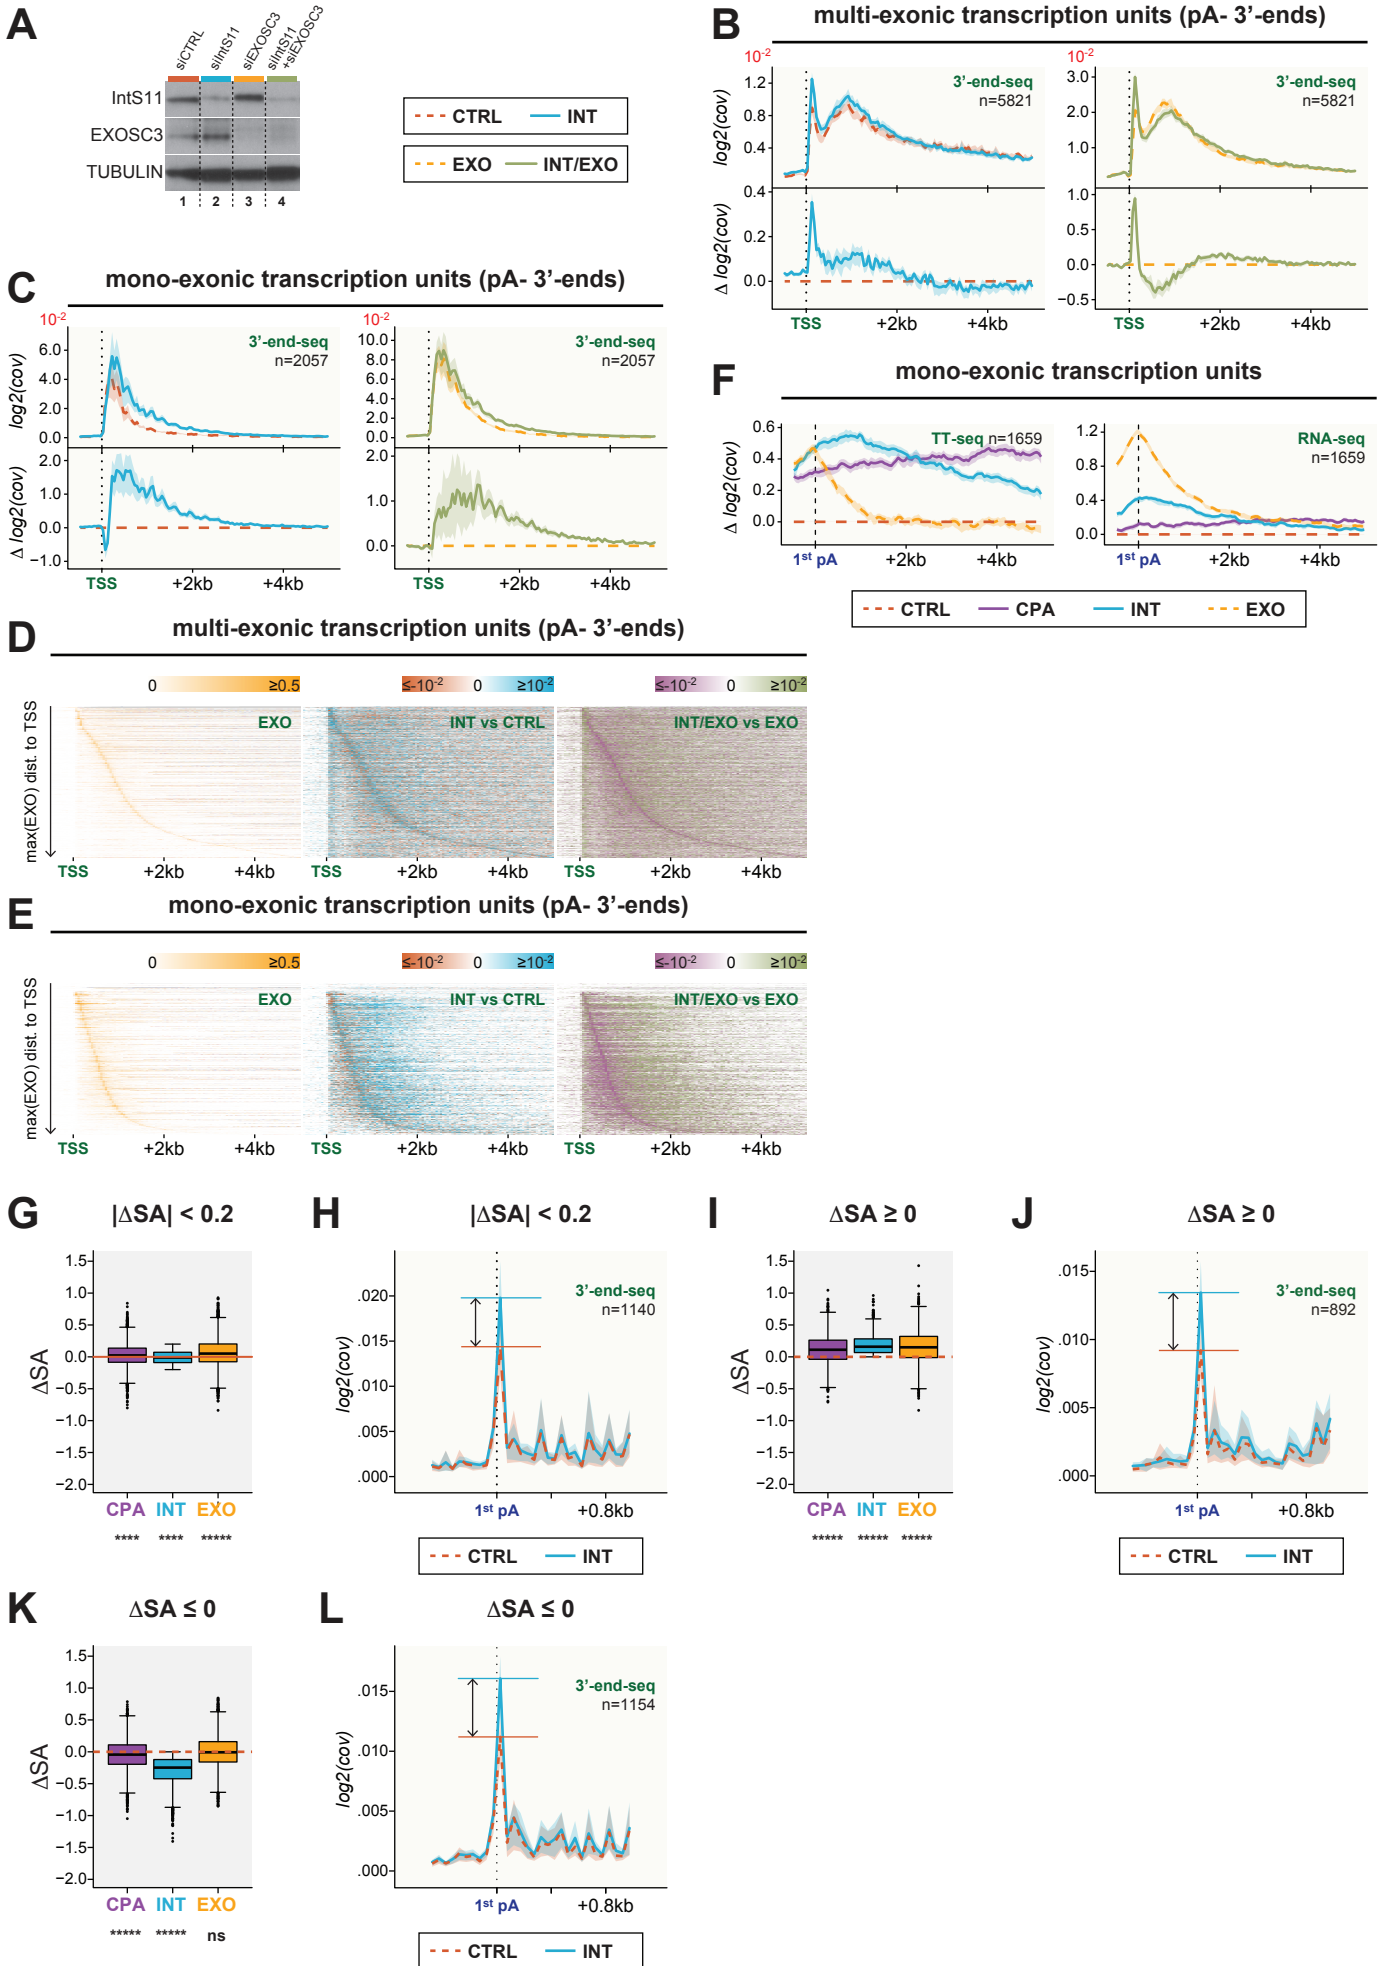 A
siCTRL
siIntS11
siEXOSC3
siIntS11
+siEXOSC3
IntS11
EXOSC3
TUBULIN
1 2 3 4
CTRL INT
EXO INT/EXO
B
multi-exonic transcription units (pA- 3'-ends)
10-2 10-2
log2(cov)
1.2
0.8
0.4
3'-end-seq
n=5821
3.0
2.0
1.0
3'-end-seq
n=5821
Δ log2(cov)
0.4
0.2
0.0
1.0
0.5
0.0
−0.5
TSS +2kb +4kb
TSS +2kb +4kb
C
mono-exonic transcription units (pA- 3'-ends)
10-2 10-2
log2(cov)
6.0
4.0
2.0
0.0
3'-end-seq
n=2057
10.0
8.0
6.0
4.0
2.0
0.0
3'-end-seq
n=2057
Δ log2(cov)
2.0
1.0
0.0
−1.0
2.0
1.0
0.0
TSS +2kb +4kb
TSS +2kb +4kb
F
mono-exonic transcription units
Δ log2(cov)
0.6
0.4
0.2
0.0
TT-seq n=1659
1.2
0.8
0.4
0.0
RNA-seq
n=1659
1st pA +2kb +4kb
1st pA +2kb +4kb
CTRL CPA INT EXO
D
multi-exonic transcription units (pA- 3'-ends)
0 ≥0.5
≤-10-2 0 ≥10-2
≤-10-2 0 ≥10-2
max(EXO) dist. to TSS
EXO
INT vs CTRL
INT/EXO vs EXO
TSS +2kb +4kb
TSS +2kb +4kb
TSS +2kb +4kb
E
mono-exonic transcription units (pA- 3'-ends)
0 ≥0.5
≤-10-2 0 ≥10-2
≤-10-2 0 ≥10-2
max(EXO) dist. to TSS
EXO
INT vs CTRL
INT/EXO vs EXO
TSS +2kb +4kb
TSS +2kb +4kb
TSS +2kb +4kb
G
|ΔSA| < 0.2
ΔSA
1.5
1.0
0.5
0.0
−0.5
−1.0
−1.5
−2.0
CPA INT EXO
**** **** *****
H
|ΔSA| < 0.2
log2(cov)
.020
.015
.010
.005
.000
3'-end-seq
n=1140
1st pA +0.8kb
CTRL INT
I
ΔSA ≥ 0
ΔSA
1.5
1.0
0.5
0.0
−0.5
−1.0
−1.5
−2.0
CPA INT EXO
***** ***** *****
J
ΔSA ≥ 0
log2(cov)
.015
.010
.005
.000
3'-end-seq
n=892
1st pA +0.8kb
CTRL INT
K
ΔSA ≤ 0
ΔSA
1.5
1.0
0.5
0.0
−0.5
−1.0
−1.5
−2.0
CPA INT EXO
***** ***** ns
L
ΔSA ≤ 0
log2(cov)
.015
.010
.005
.000
3'-end-seq
n=1154
1st pA +0.8kb
CTRL INT